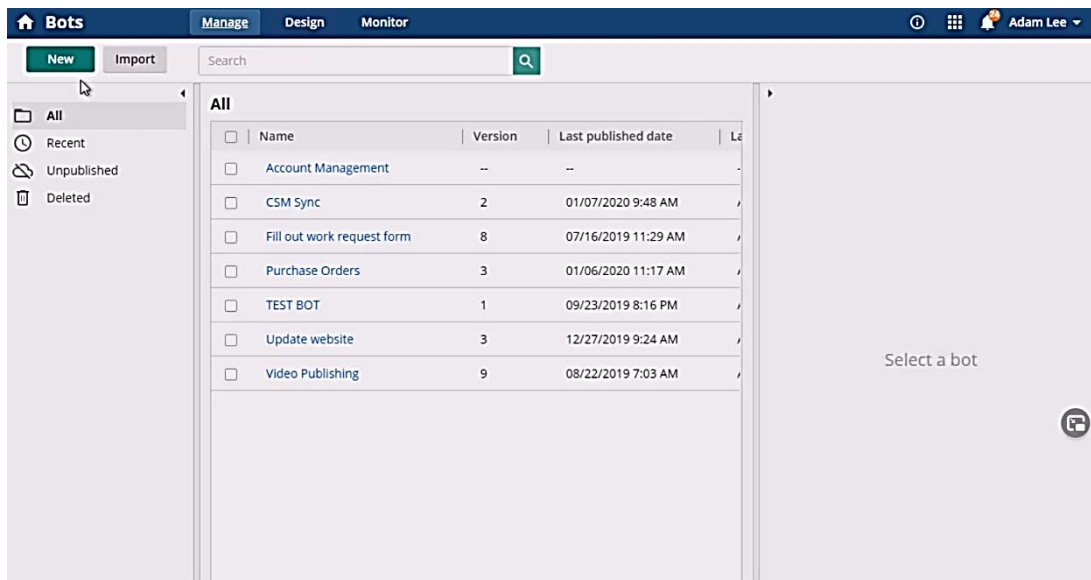 Bots Manage Design Monitor Adam Lee
New Import Search
All
Recent
Unpublished
Deleted
All
Name Version Last published date La
Account Management -- -- -
CSM Sync 2 01/07/2020 9:48 AM
Fill out work request form 8 07/16/2019 11:29 AM
Purchase Orders 3 01/06/2020 11:17 AM
TEST BOT 1 09/23/2019 8:16 PM
Update website 3 12/27/2019 9:24 AM
Video Publishing 9 08/22/2019 7:03 AM
Select a bot